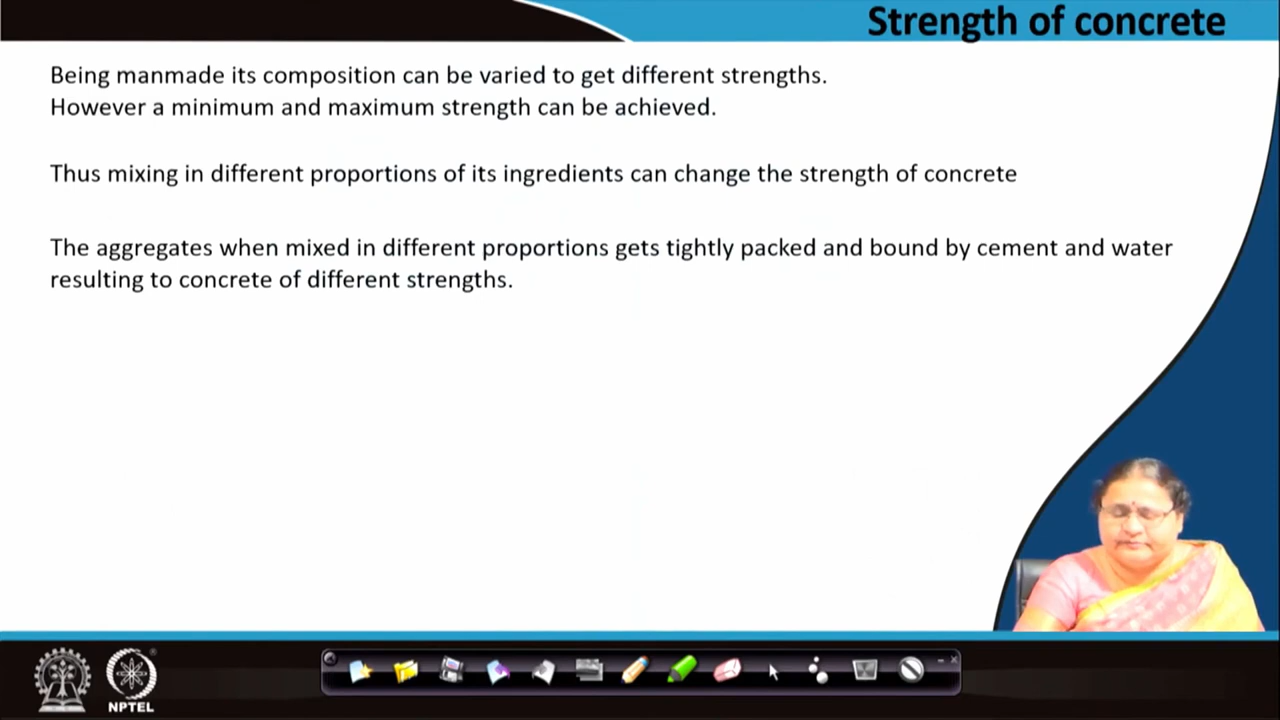 Strength of concrete
Being manmade its composition can be varied to get different strengths.
However a minimum and maximum strength can be achieved.
Thus mixing in different proportions of its ingredients can change the strength of concrete
The aggregates when mixed in different proportions gets tightly packed and bound by cement and water
resulting to concrete of different strengths.
NPTEL